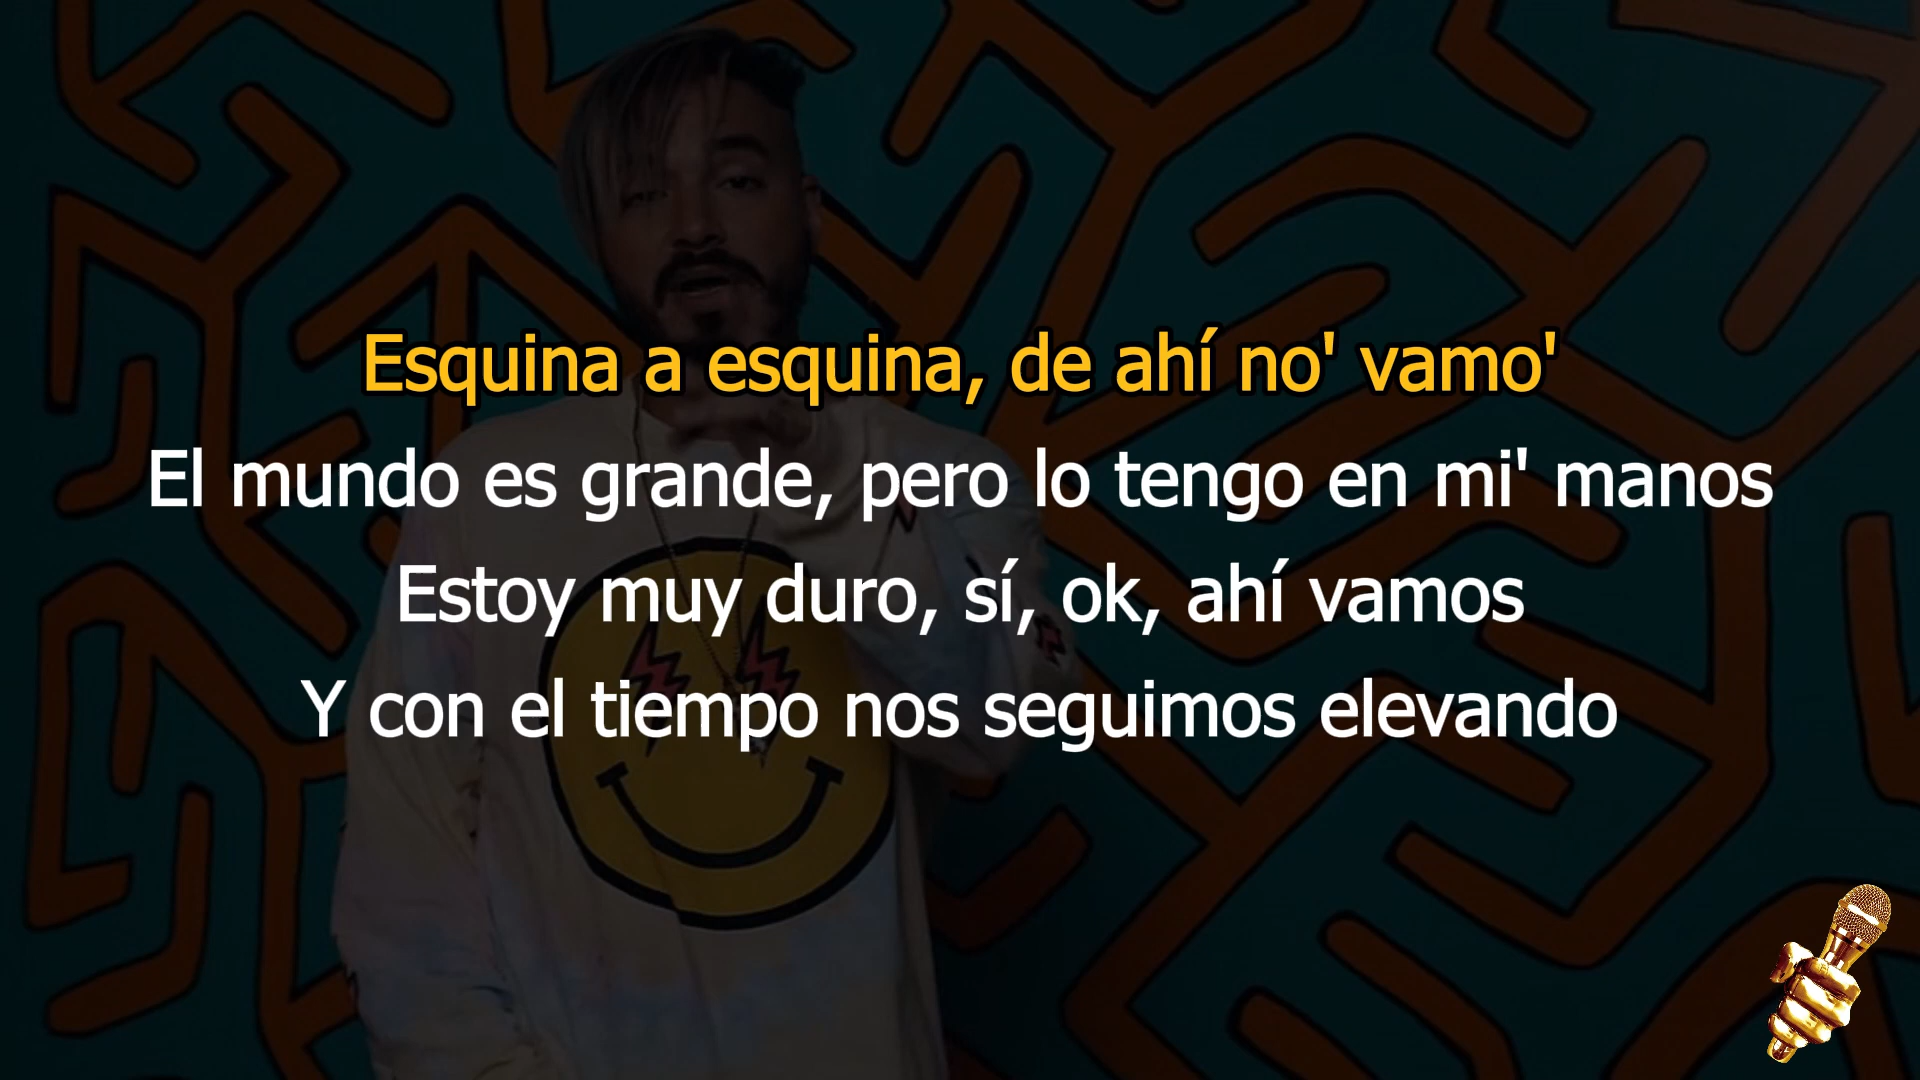 Esquina a esquina, de ahí no' vamo'
El mundo es grande, pero lo tengo en mi' manos
Estoy muy duro, sí, ok, ahí vamos
Y con el tiempo nos seguimos elevando